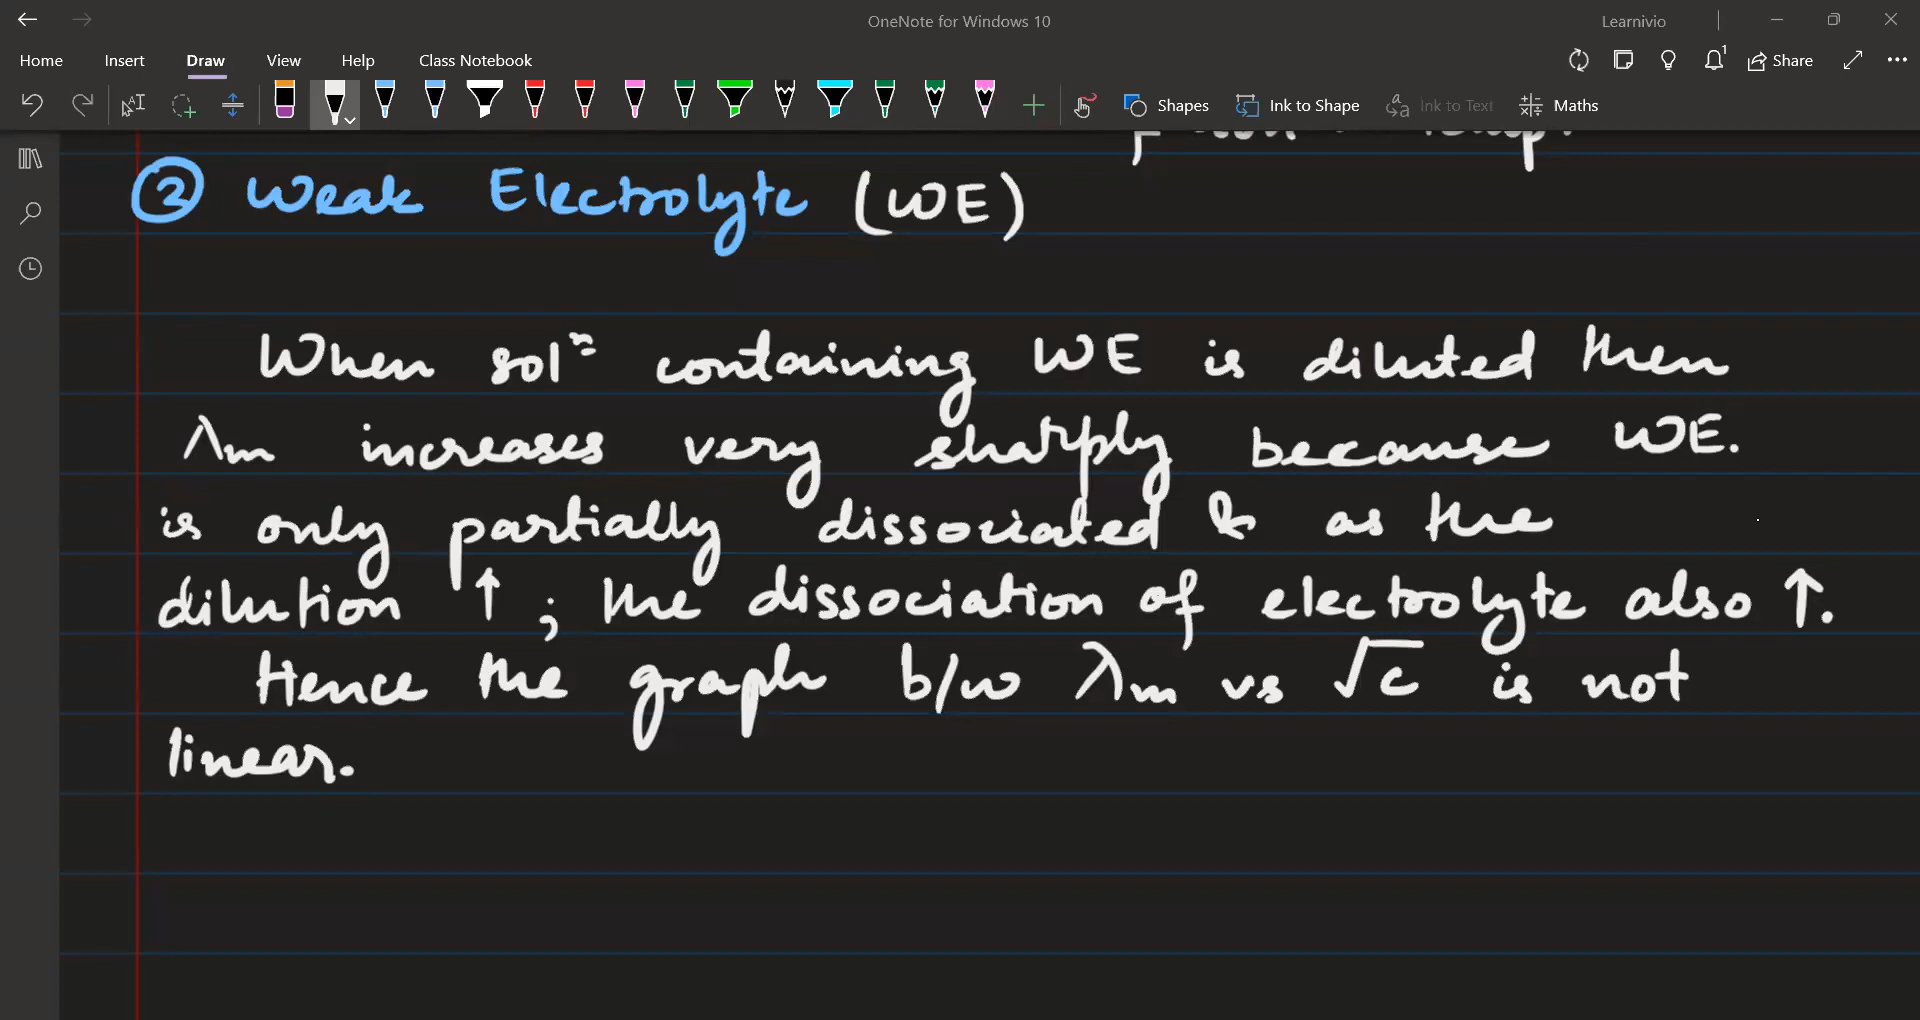 OneNote for Windows 10
Learnivio
Home Insert Draw View Help Class Notebook
1 Share
Shapes Ink to Shape Ink to Text Maths
② Weak Electrolyte (WE)
When solⁿ containing WE is diluted then
λm increases very sharply because WE.
is only partially dissociated & as the
dilution ↑ ; the dissociation of electrolyte also ↑.
Hence the graph b/w λm vs √c is not
linear.